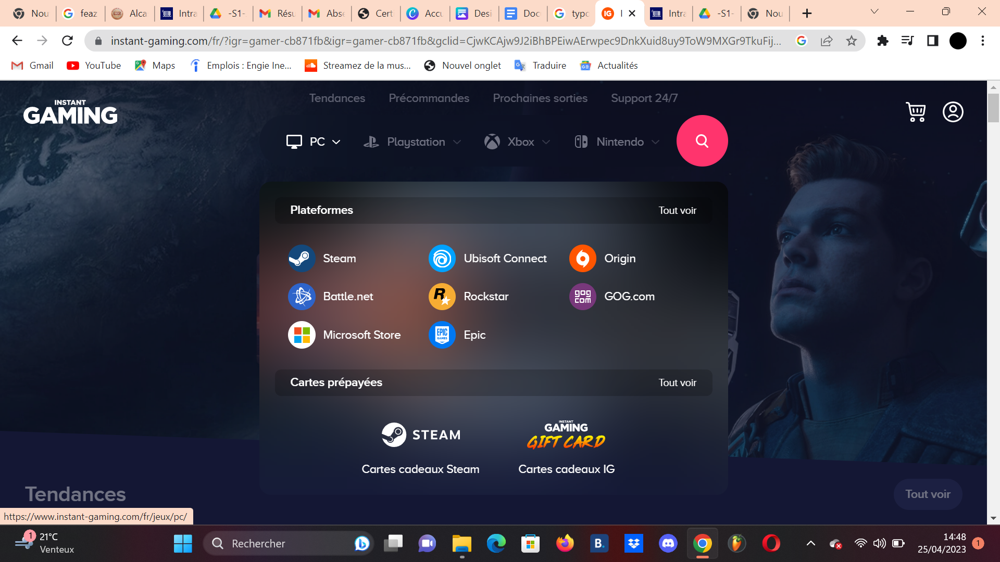 Nou
feaz
Alca
Intra
-S1-
Résu
Abse
Certi
Accu
Desi
Doc
typo
Intra
-S1-
Nou
instant-gaming.com/fr/?igr=gamer-cb871fb&igr=gamer-cb871fb&gclid=CjwKCAjw9J2iBhBPEiwAErwpec9DnkXuid8uy9ToW9MXGr9TkuFij...
Gmail
YouTube
Maps
Emplois : Engie Ine...
Streamez de la mus...
Nouvel onglet
Traduire
Actualités
INSTANT
GAMING
Tendances
Précommandes
Prochaines sorties
Support 24/7
PC
Playstation
Xbox
Nintendo
Plateformes
Tout voir
Steam
Ubisoft Connect
Origin
Battle.net
Rockstar
GOG.com
Microsoft Store
Epic
Cartes prépayées
Tout voir
STEAM
INSTANT
GAMING
GIFT CARD
Cartes cadeaux Steam
Cartes cadeaux IG
Tendances
Tout voir
https://www.instant-gaming.com/fr/jeux/pc/
1
21°C
Venteux
Rechercher
14:48
25/04/2023
1